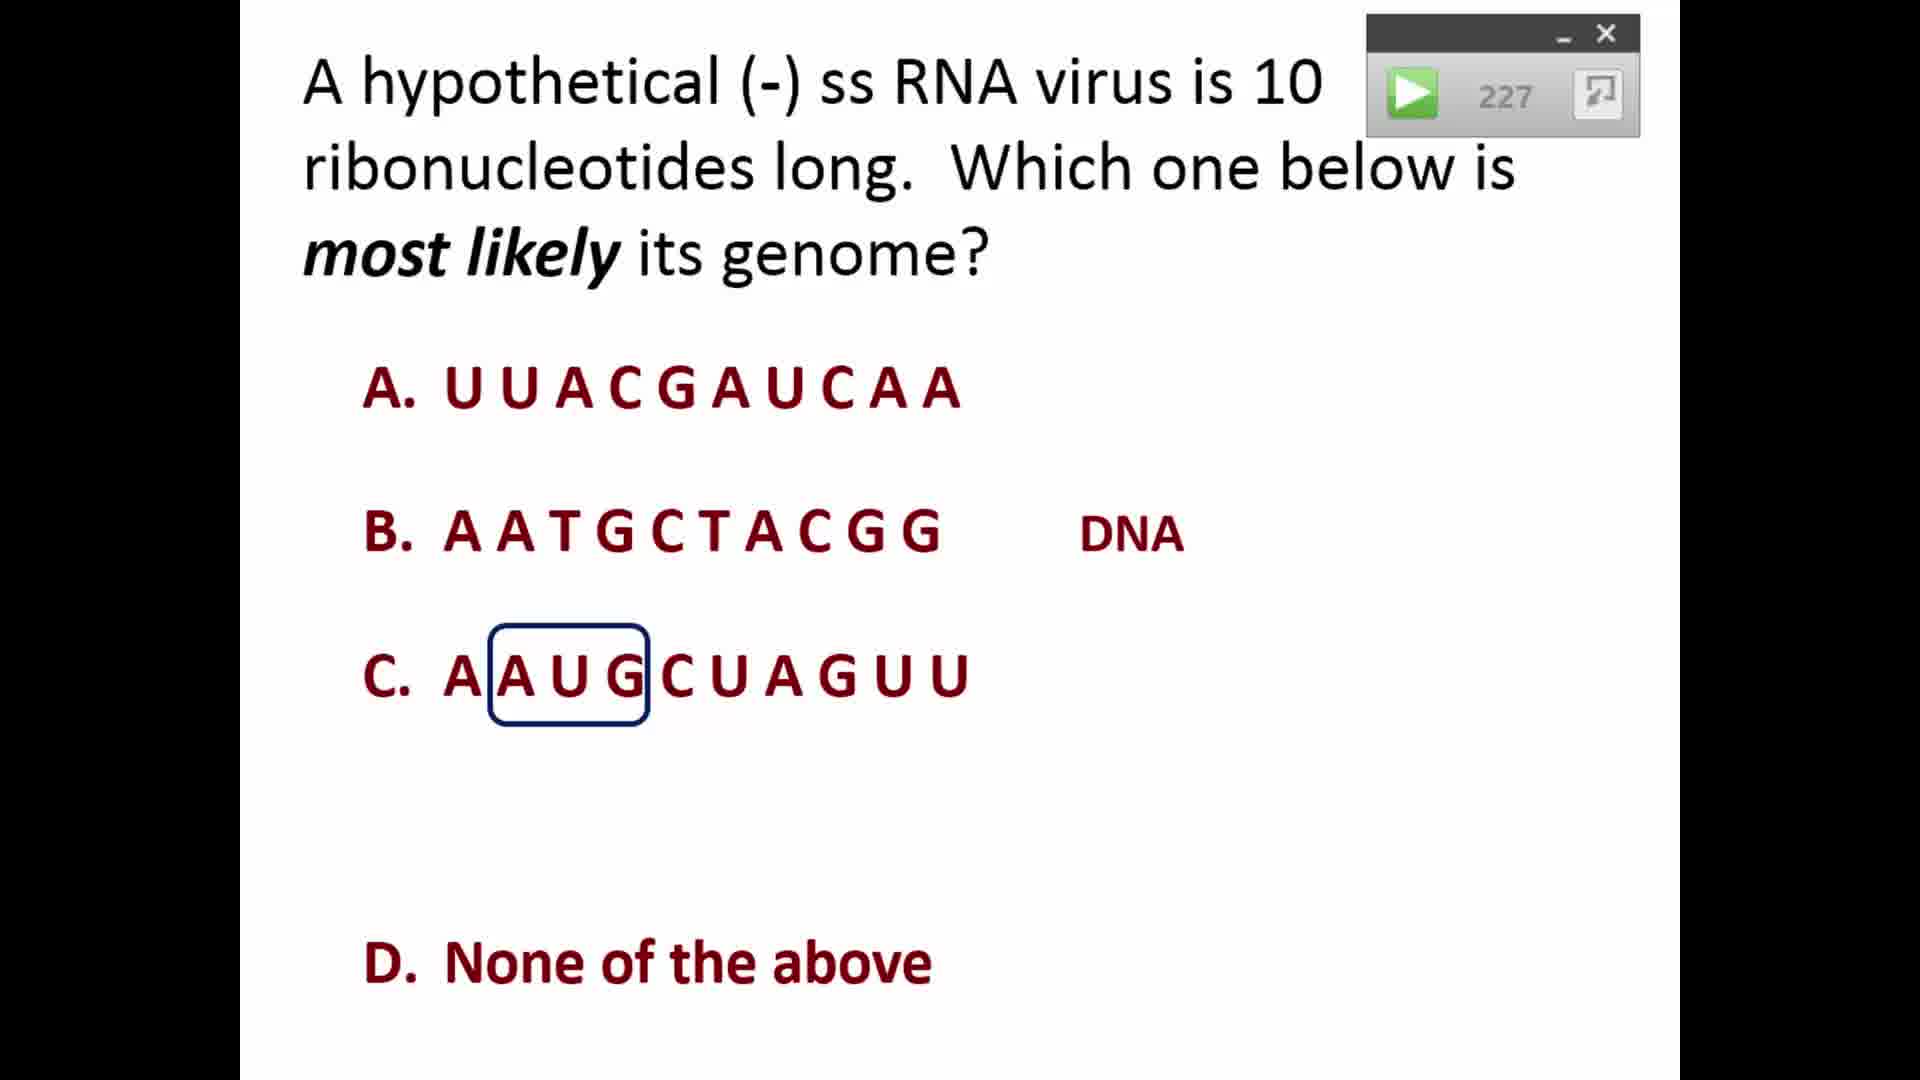 A hypothetical (-) ss RNA virus is 10
ribonucleotides long. Which one below is
most likely its genome?
227
A. U U A C G A U C A A
B. A A T G C T A C G G DNA
C. A A U G C U A G U U
D. None of the above